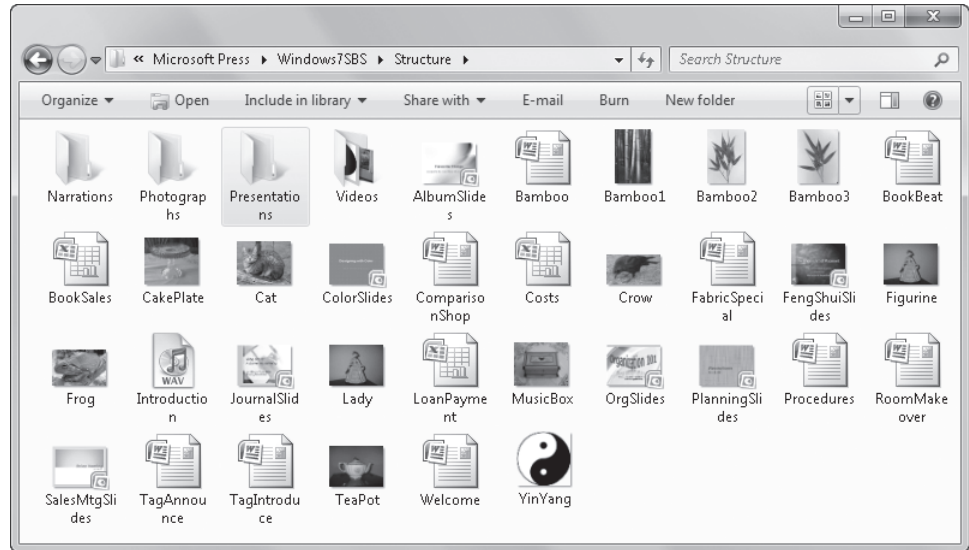 « Microsoft Press ▸ Windows7SBS ▸ Structure ▸
Search Structure
Organize Open Include in library Share with E-mail Burn New folder
Narrations Photograp Presentatio Videos AlbumSlide Bamboo Bamboo1 Bamboo2 Bamboo3 BookBeat
hs ns s
BookSales CakePlate Cat ColorSlides Compariso Costs Crow FabricSpeci FengShuiSli Figurine
nShop al des
Organization 101
WAV
Frog Introductio JournalSlid Lady LoanPayme MusicBox OrgSlides PlanningSli Procedures RoomMake
n es nt des over
SalesMtgSli TagAnnou TagIntrodu TeaPot Welcome YinYang
des nce ce